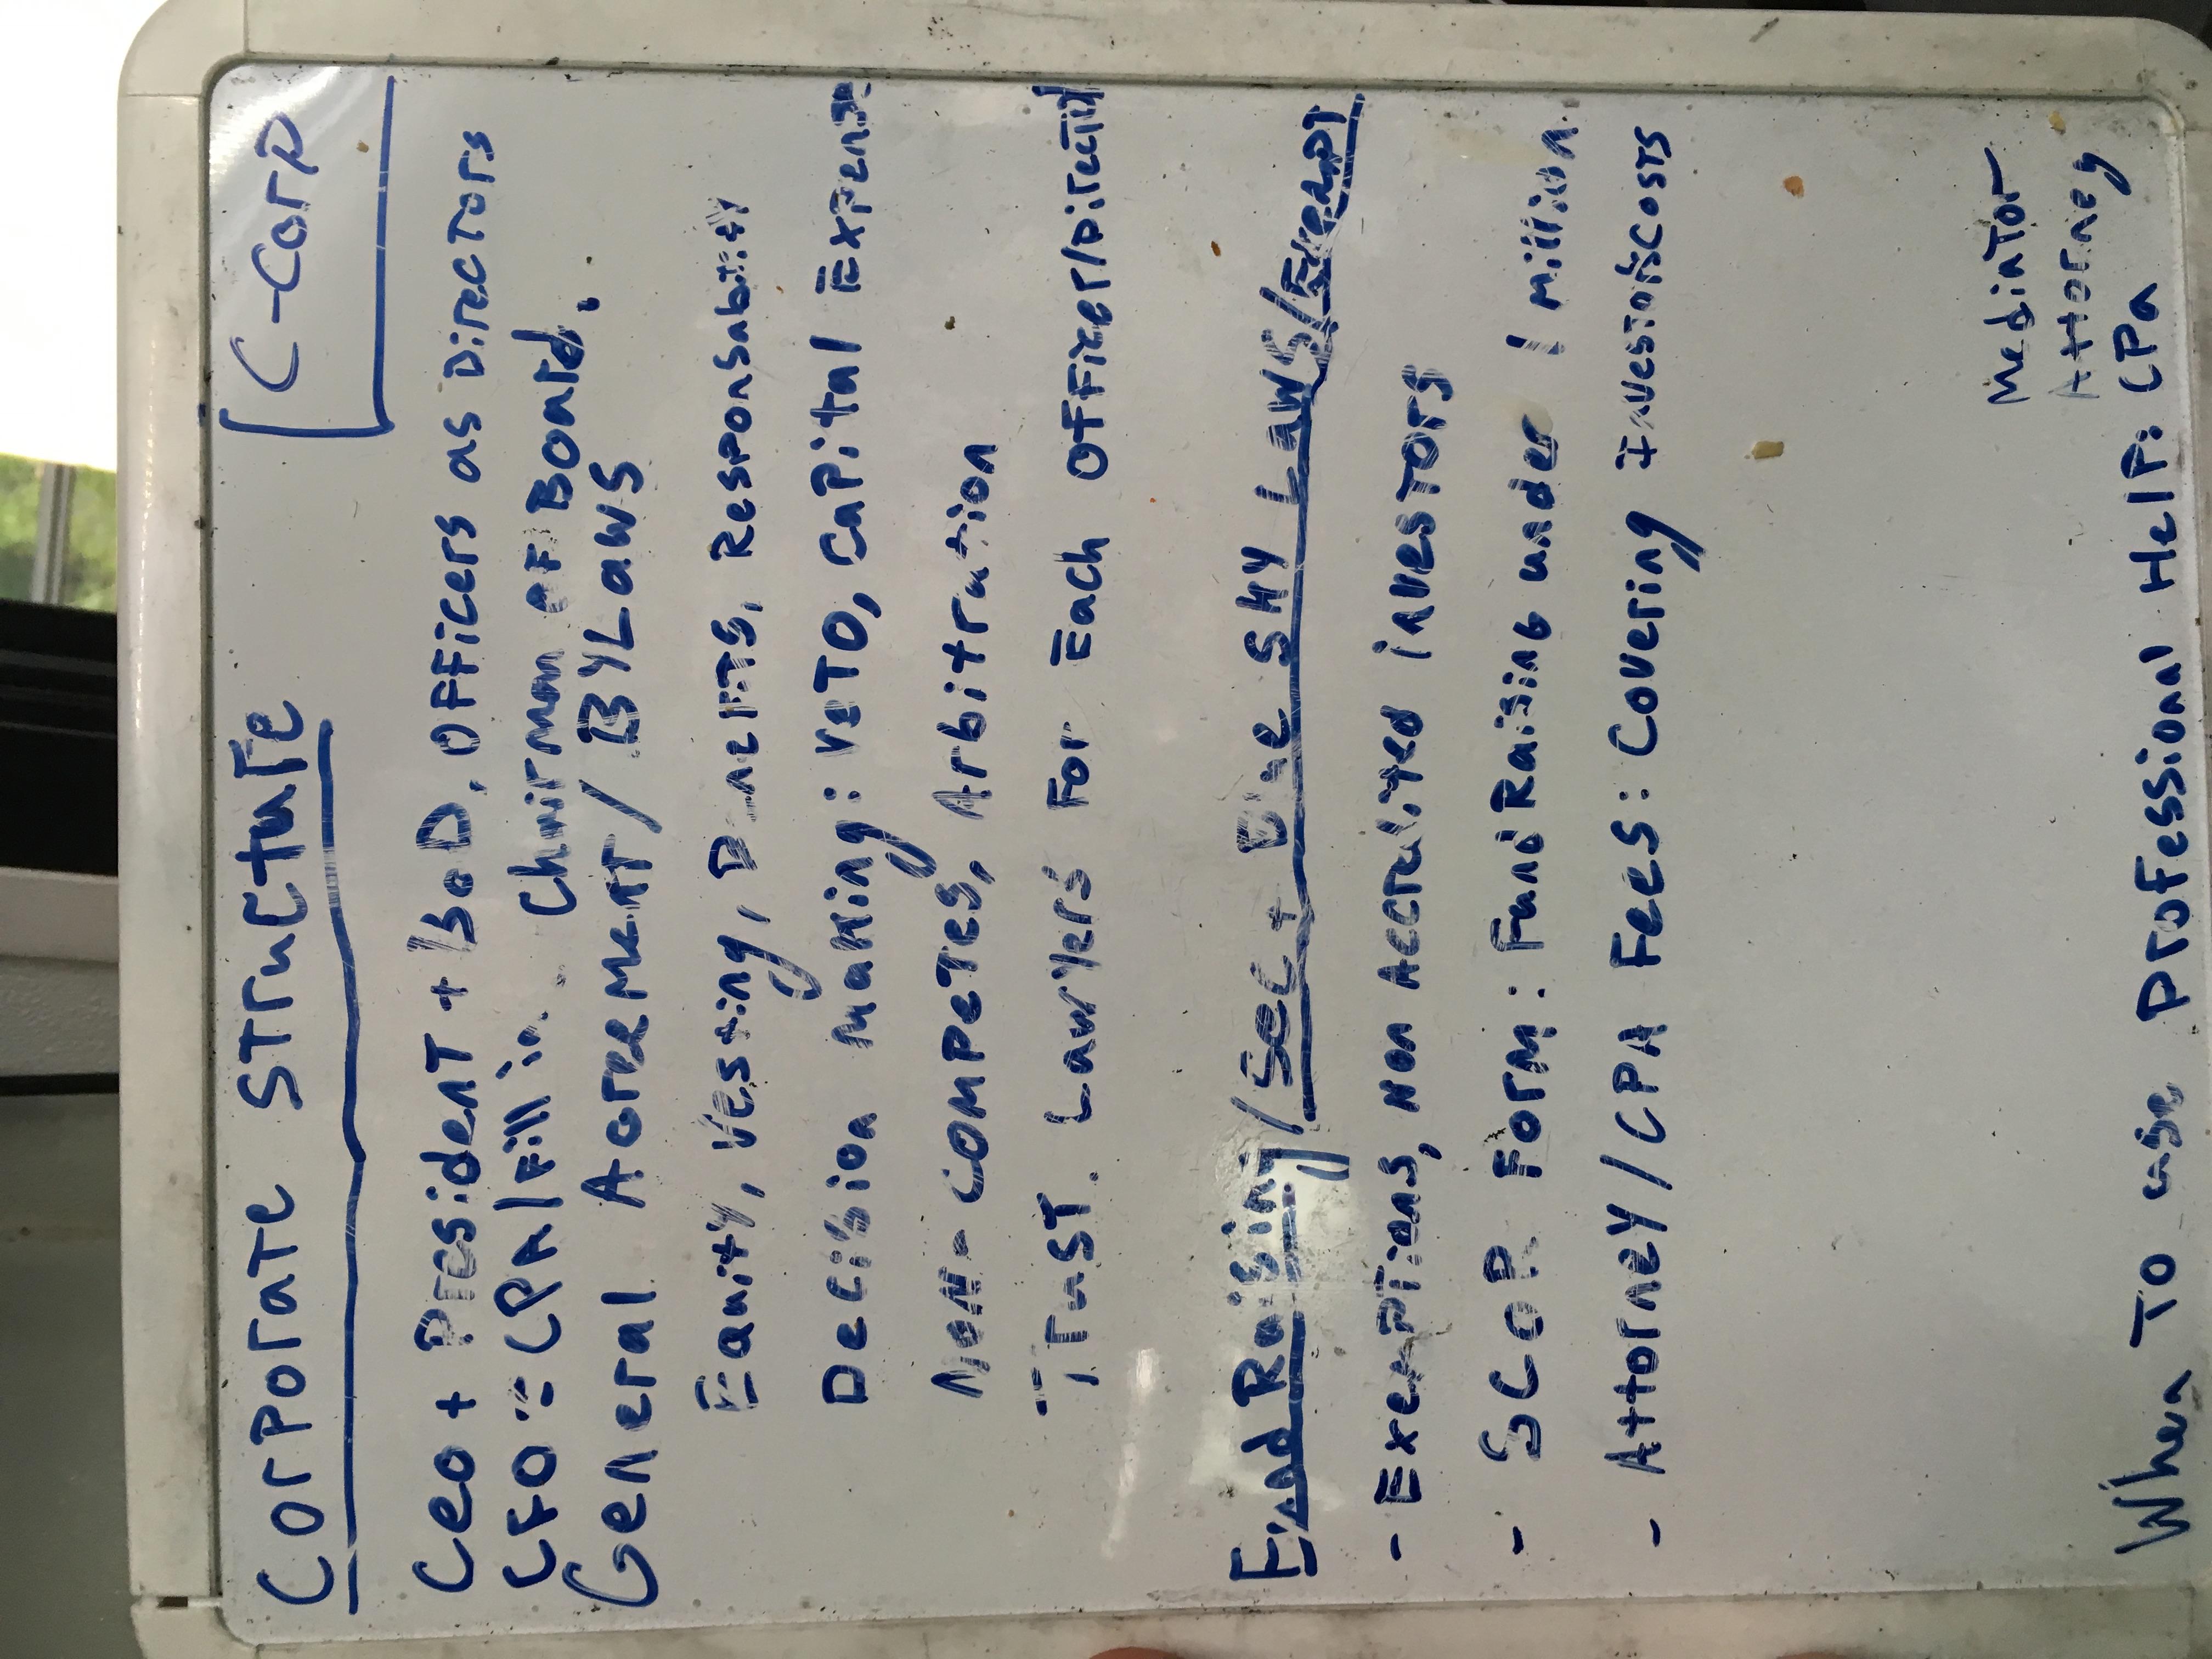 Corporate Structure [C-Corp
Ceo + President + BoD, Officers as Directors
CFO = CPA/Fill in. Chairman of Board.
General Agreement / BYLaws
Equity, Vesting, Benefits, Responsability
Decision Making: Veto, Capital Expense
Non-Competes, Arbitration
Trust. Lawyers For Each Officer/Director
Fund Raising/Sec + Blue Sky Laws/Exempt
- Exemptions, Non Accredited investors
- SCOR Form: Fund Raising under 1 Million.
- Attorney/CPA Fees: Covering Investors Costs
Mediator
Attorney
When To use Professional Help: CPa